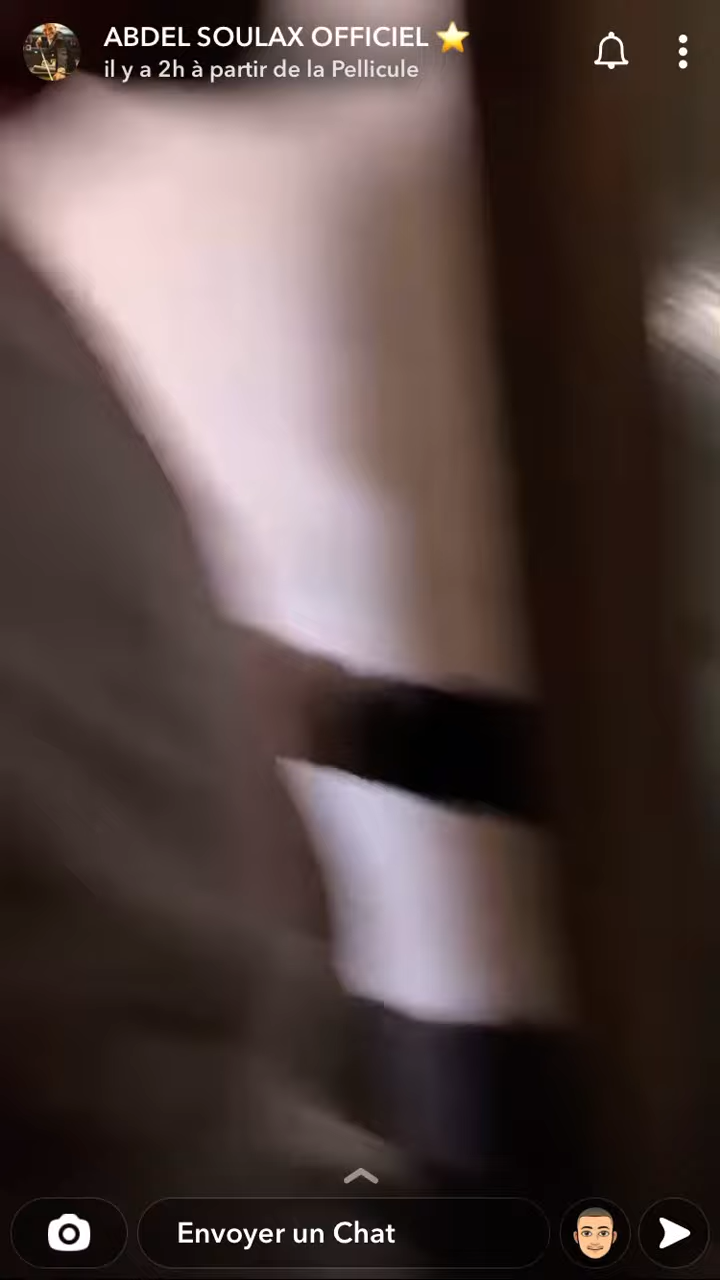 ABDEL SOULAX OFFICIEL ⭐
il y a 2h à partir de la Pellicule
Envoyer un Chat